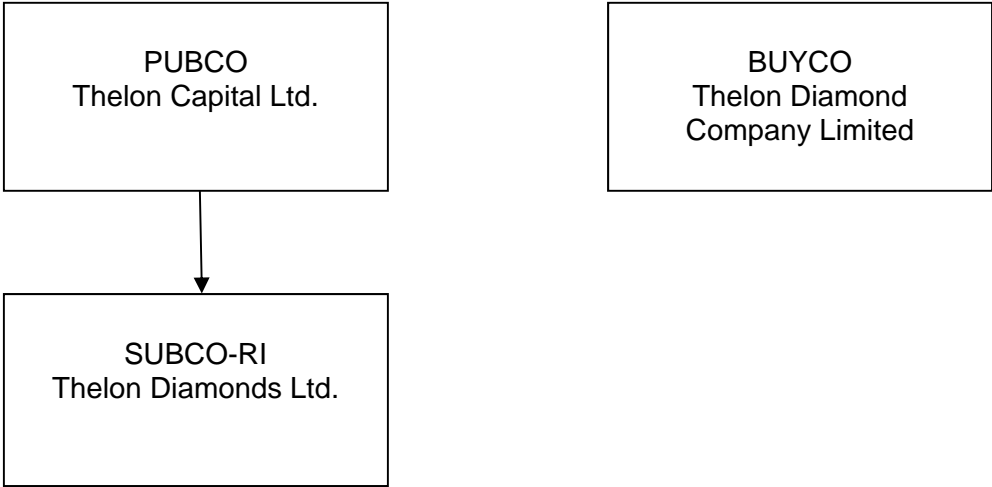 PUBCO
Thelon Capital Ltd.
BUYCO
Thelon Diamond
Company Limited
SUBCO-RI
Thelon Diamonds Ltd.